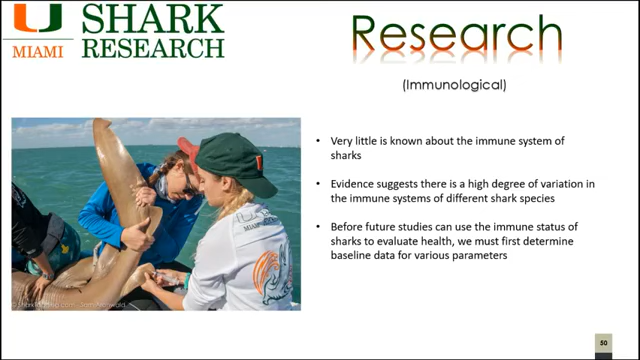 U SHARK
MIAMI RESEARCH
Research
(Immunological)
• Very little is known about the immune system of
sharks
• Evidence suggests there is a high degree of variation in
the immune systems of different shark species
• Before future studies can use the immune status of
sharks to evaluate health, we must first determine
baseline data for various parameters
50